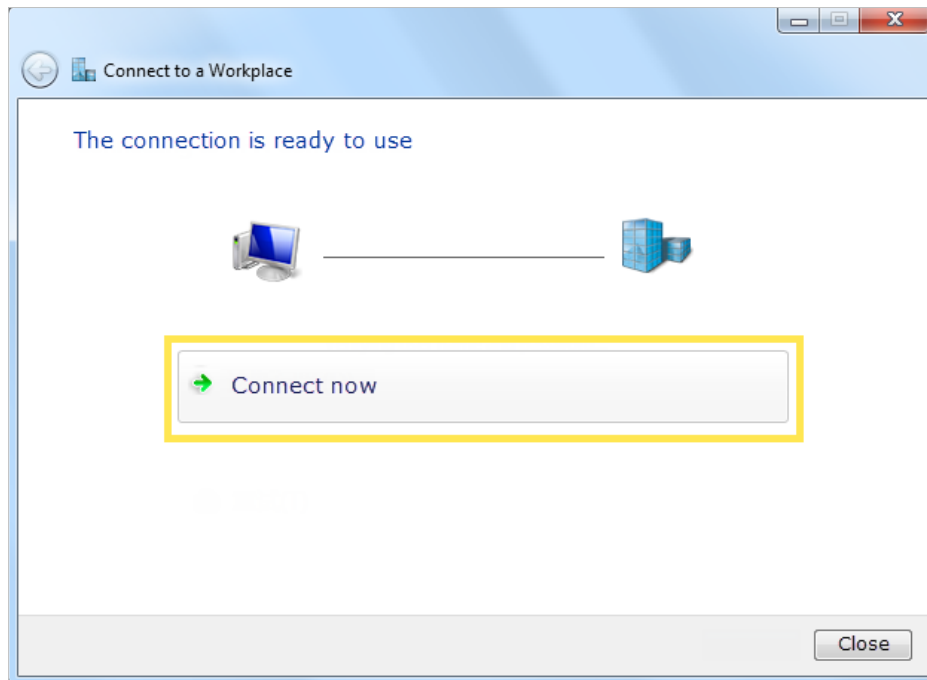 Connect to a Workplace
The connection is ready to use
Connect now
Close